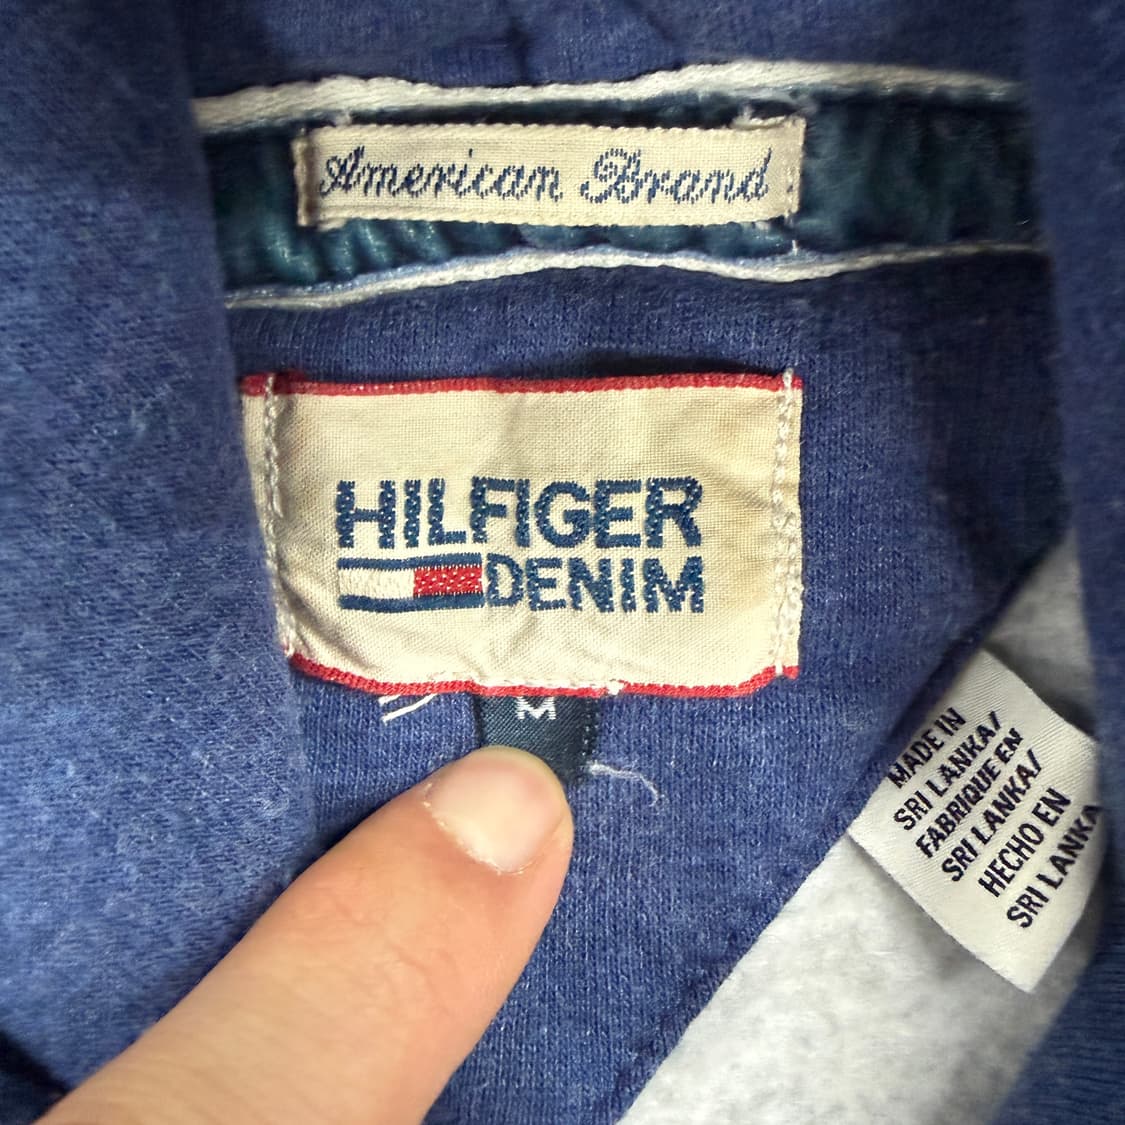 American Brand
HILFIGER
DENIM
M
MADE IN
SRI LANKA/
FABRIQUE EN
SRI LANKA/
HECHO EN
SRI LANKA